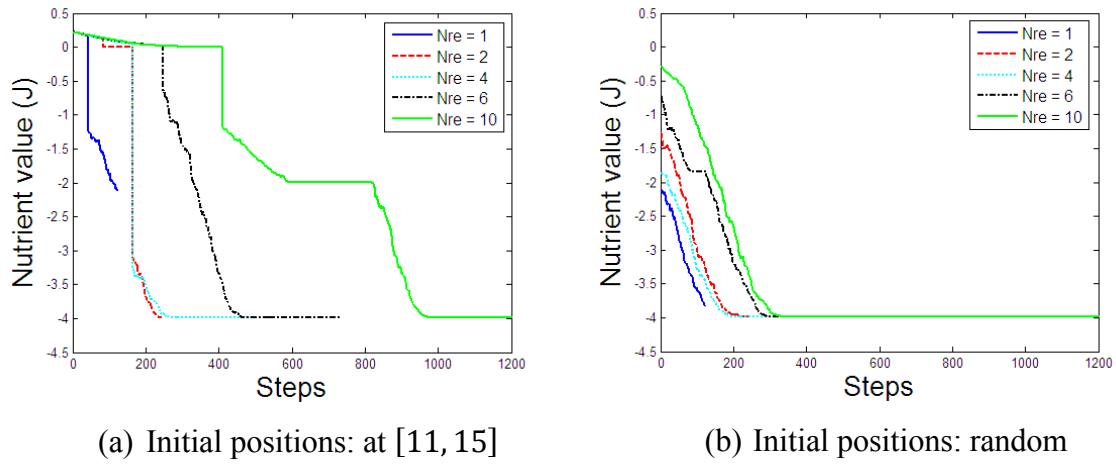 0.5
0
-0.5
-1
-1.5
-2
-2.5
-3
-3.5
-4
-4.5
Nutrient value (J)
0 200 400 600 800 1000 1200
Steps
Nre = 1
Nre = 2
Nre = 4
Nre = 6
Nre = 10
(a) Initial positions: at [11, 15]
0.5
0
-0.5
-1
-1.5
-2
-2.5
-3
-3.5
-4
-4.5
Nutrient value (J)
0 200 400 600 800 1000 1200
Steps
Nre = 1
Nre = 2
Nre = 4
Nre = 6
Nre = 10
(b) Initial positions: random